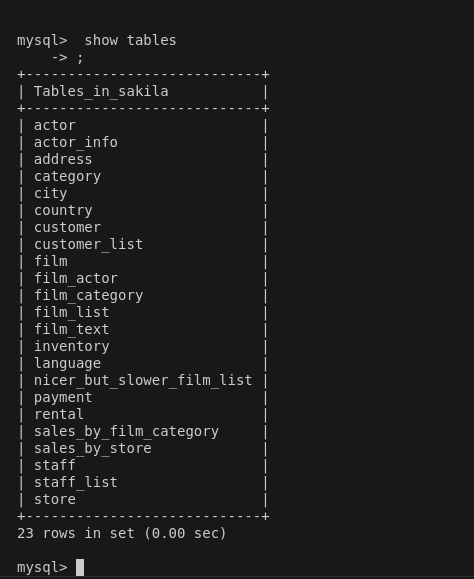 mysql>  show tables
    -> ;
+----------------------------+
| Tables_in_sakila           |
+----------------------------+
| actor                      |
| actor_info                 |
| address                    |
| category                   |
| city                       |
| country                    |
| customer                   |
| customer_list              |
| film                       |
| film_actor                 |
| film_category              |
| film_list                  |
| film_text                  |
| inventory                  |
| language                   |
| nicer_but_slower_film_list |
| payment                    |
| rental                     |
| sales_by_film_category     |
| sales_by_store             |
| staff                      |
| staff_list                 |
| store                      |
+----------------------------+
23 rows in set (0.00 sec)

mysql>